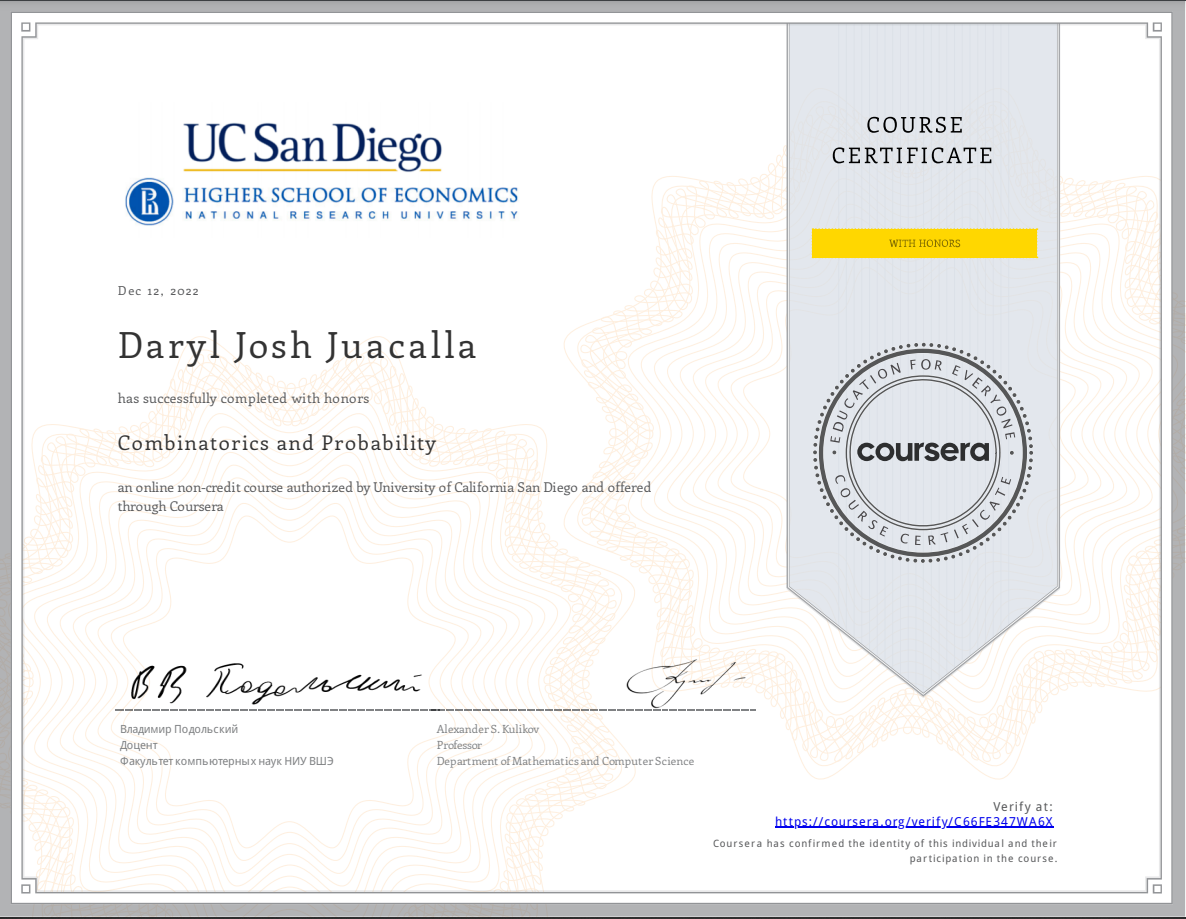 UC San Diego
HIGHER SCHOOL OF ECONOMICS
NATIONAL RESEARCH UNIVERSITY
COURSE
CERTIFICATE
WITH HONORS
Dec 12, 2022
Daryl Josh Juacalla
has successfully completed with honors
Combinatorics and Probability
an online non-credit course authorized by University of California San Diego and offered
through Coursera
EDUCATION FOR EVERYONE
coursera
COURSE CERTIFICATE
ВВ Подольский
Владимир Подольский
Доцент
Факультет компьютерных наук НИУ ВШЭ
Alexander S. Kulikov
Professor
Department of Mathematics and Computer Science
Verify at:
https://coursera.org/verify/C66FE347WA6X
Coursera has confirmed the identity of this individual and their
participation in the course.